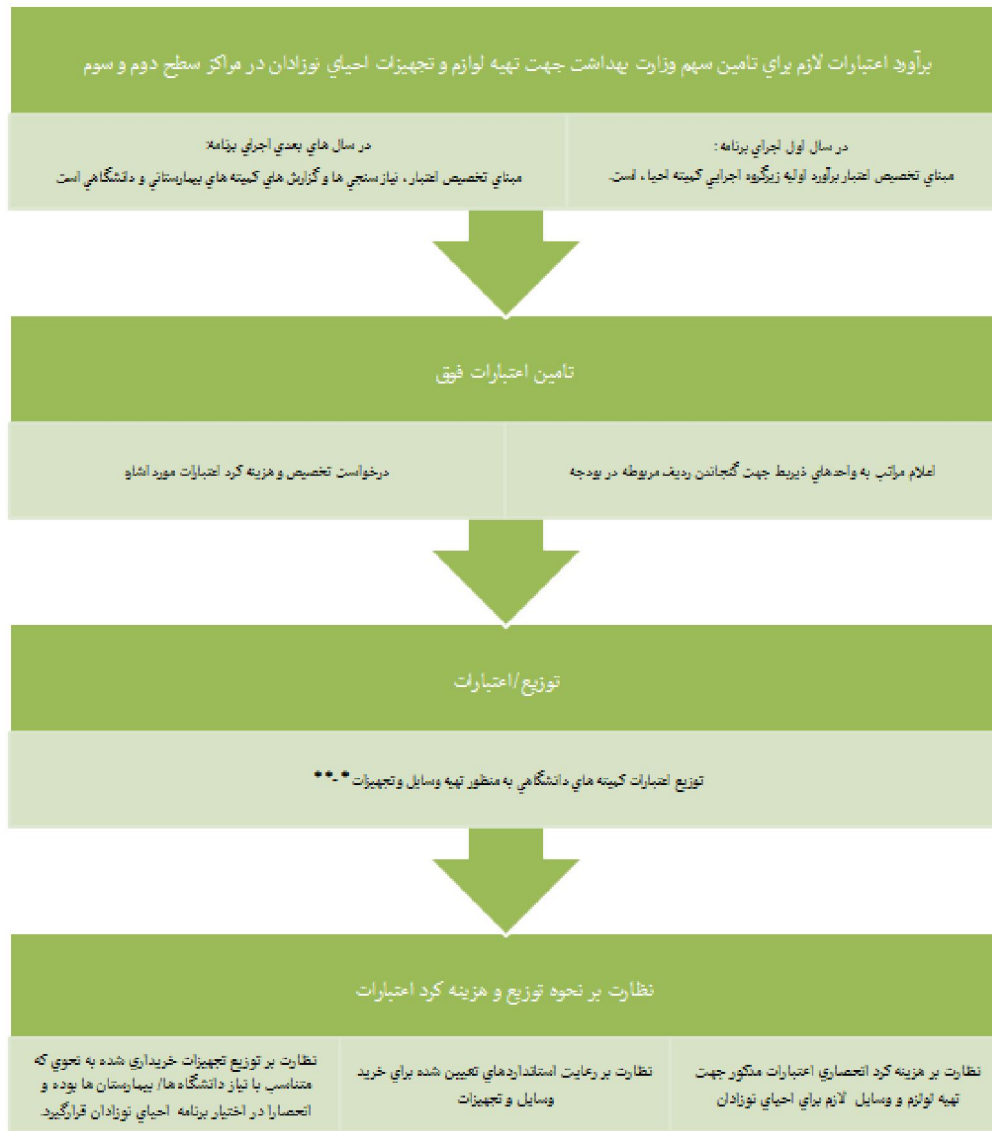 برآورد اعتبارات لازم براي تامين سهم وزارت بهداشت جهت تهيه لوازم و تجهيزات احياي نوزادان در مراكز سطح دوم و سوم
در سال اول اجراي برنامه :
مبناي تخصيص اعتبار برآورد اوليه زيرگروه اجرايي كميته احيا ، است.
در سال هاي بعدي اجراي برنامه:
مبناي تخصيص اعتبار ، نياز سنجي ها و گزارش هاي كميته هاي بيمارستاني و دانشگاهي است
تامين اعتبارات فوق
اعلام مراتب به واحدهاي ذيربط جهت گنجاندن رديف مربوطه در بودجه
درخواست تخصيص و هزينه كرد اعتبارات مورد اشاو
توزيع/اعتبارات
توزيع اعتبارات كميته هاي دانشگاهي به منظور تهيه وسايل و تجهيزات *-**
نظارت بر نحوه توزيع و هزينه كرد اعتبارات
نظارت بر هزينه كرد انحصاري اعتبارات مذكور جهت
تهيه لوازم و وسايل لازم براي احياي نوزادان
نظارت بر رعايت استانداردهاي تعيين شده براي خريد
وسايل و تجهيزات
نظارت بر توزيع تجهيزات خريداري شده به نحوي كه
متناسب با نياز دانشگاه ها/ بيمارستان ها بوده و
انحصارا در اختيار برنامه احياي نوزادان قرارگيرد.